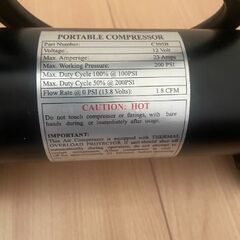 PORTABLE COMPRESSOR
Part Number: C305H
Voltage: 12 Volt
Max. Amperage: 23 Amps
Max. Working Pressure: 200 PSI
Max. Duty Cycle 100% @ 100PSI
Max. Duty Cycle 50% @ 200PSI
Flow Rate @ 0 PSI (13.8 Volts) 1.8 CFM
CAUTION: HOT
Do not touch compressor or fittings, with bare
hands during or immediately after usage.
This Air Compressor is equipped with THERMAL
OVERLOAD PROTECTOR If unit should shut off